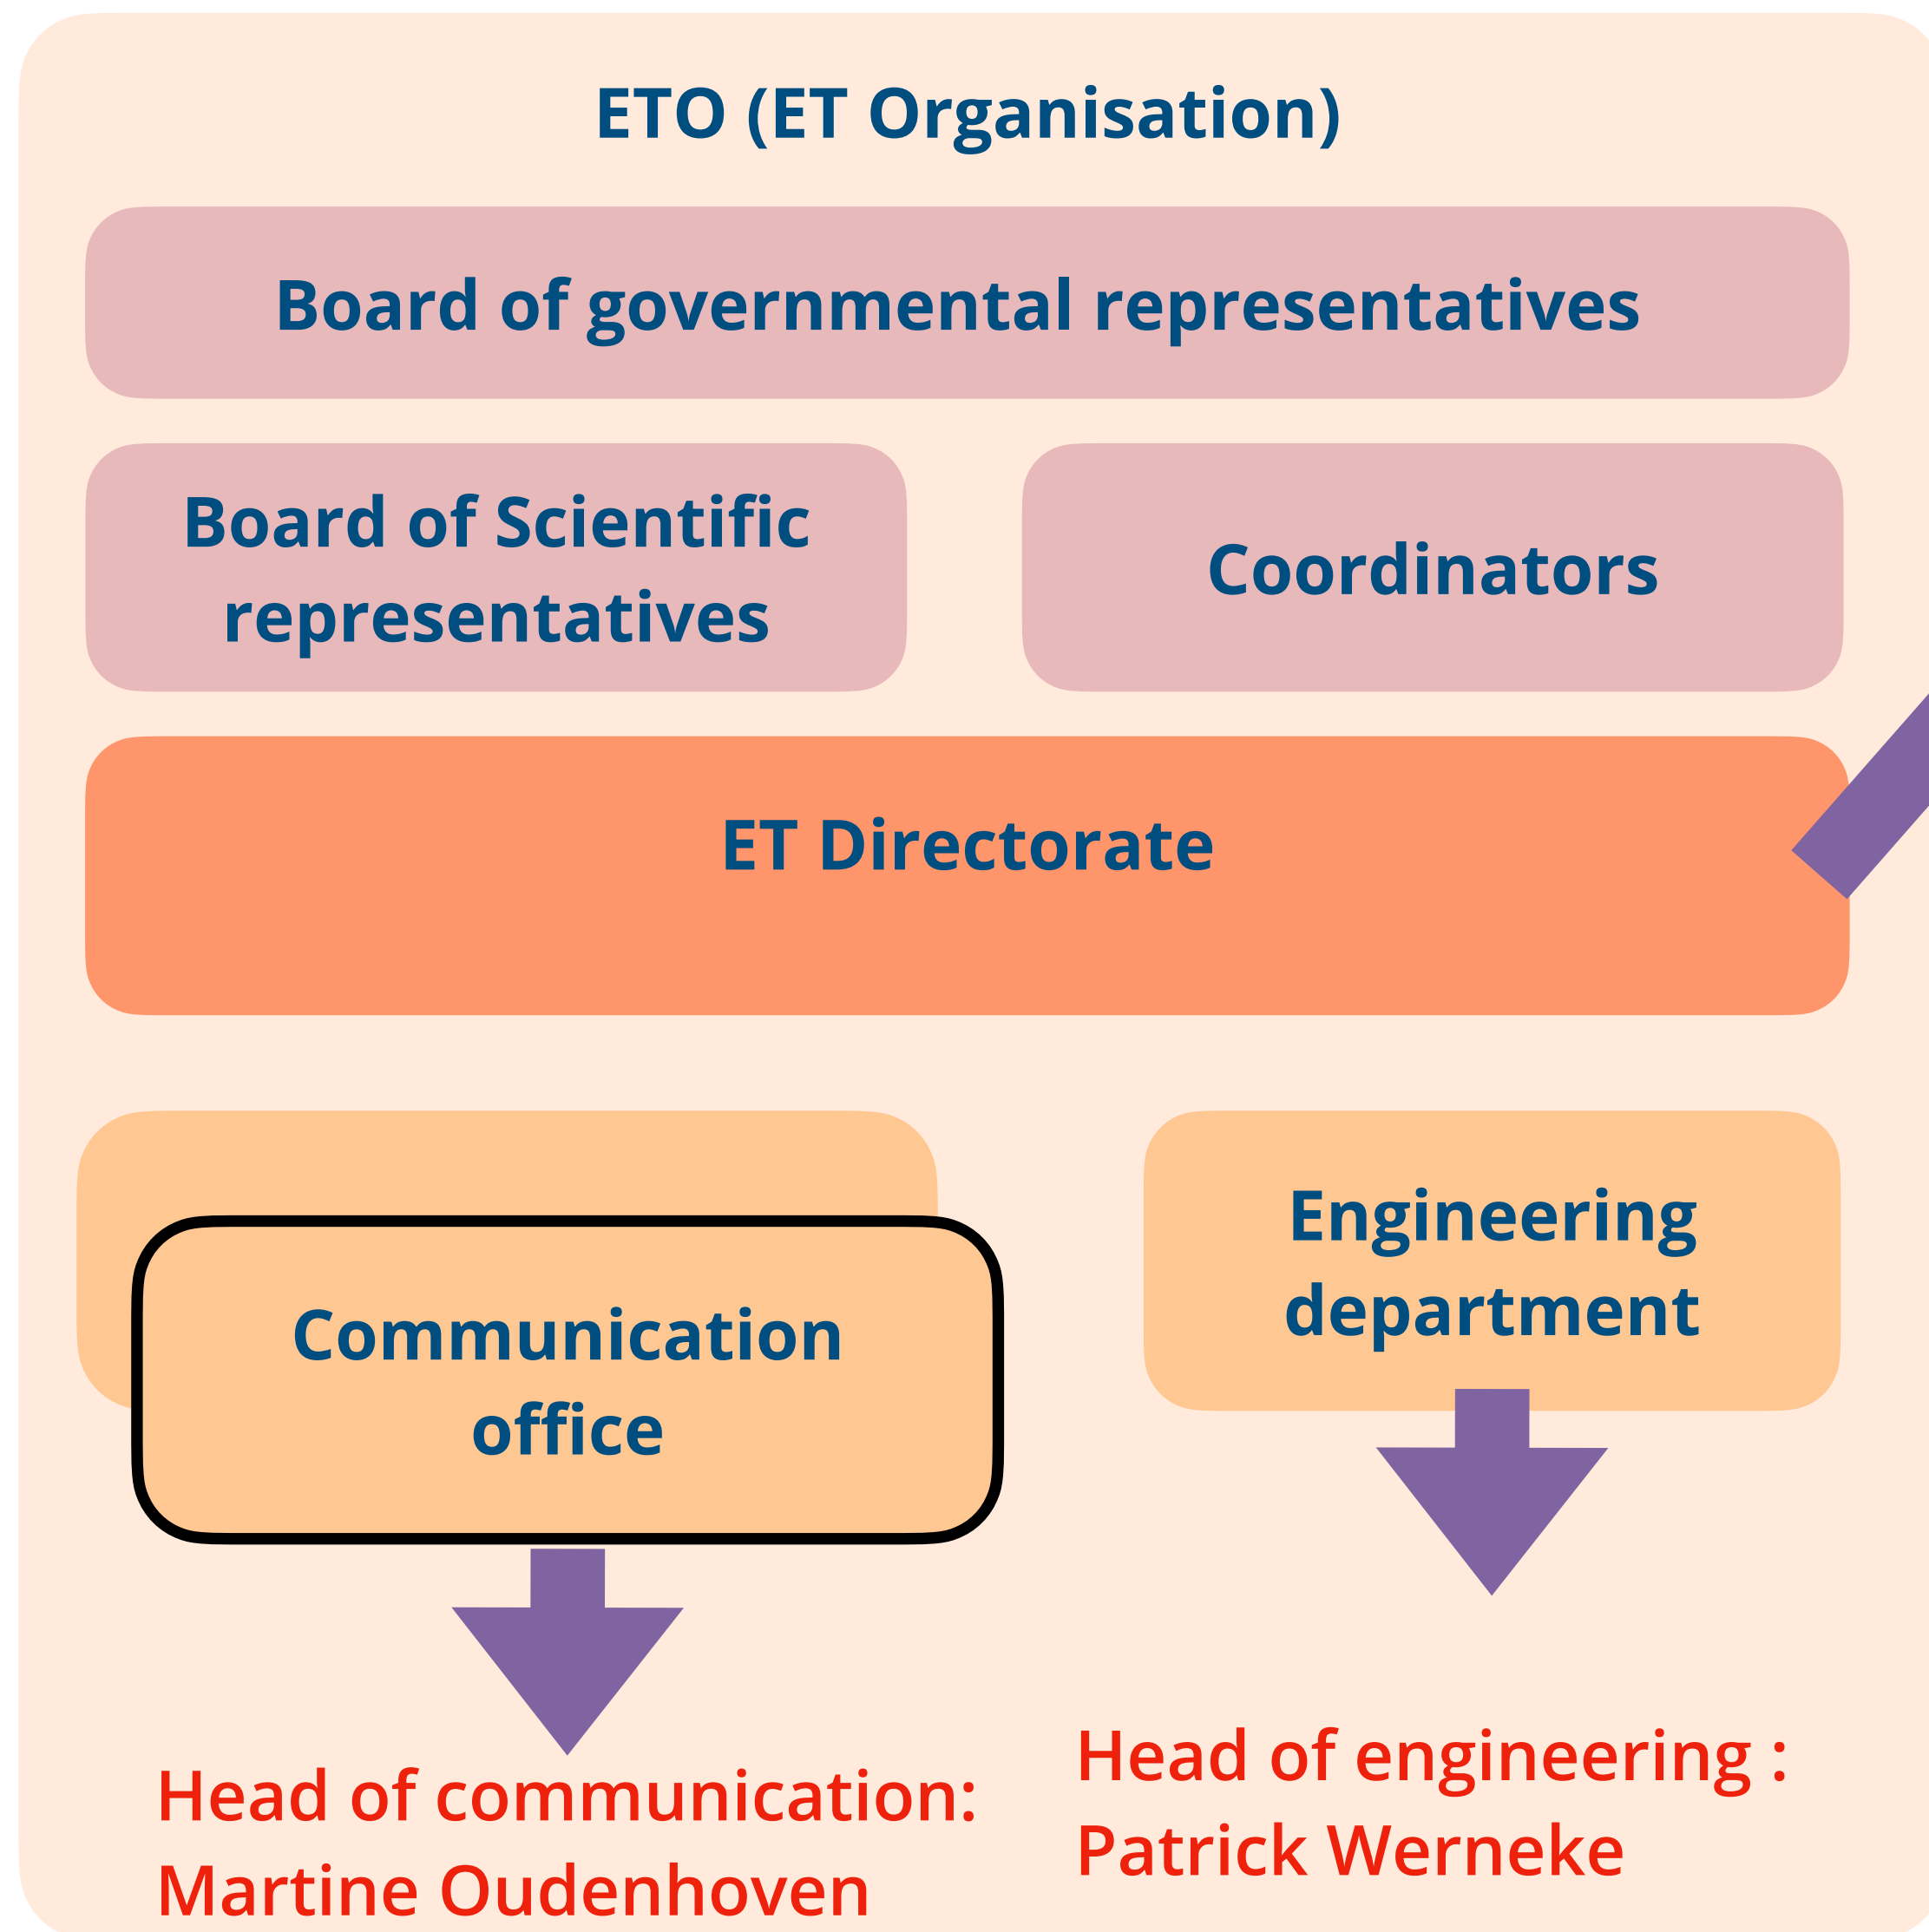 ETO (ET Organisation)
Board of governmental representatives
Board of Scientific
representatives
Coordinators
ET Directorate
Communication
office
Engineering
department
Head of communication:
Martine Oudenhoven
Head of engineering :
Patrick Werneke